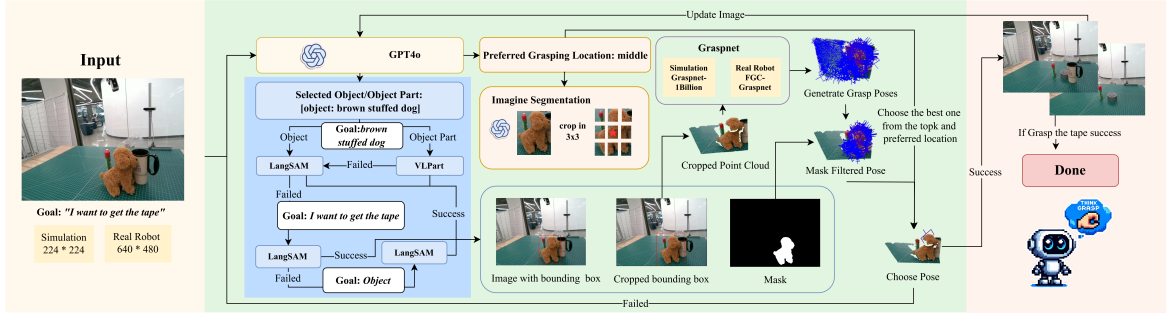 Input
Goal: "I want to get the tape"
Simulation
224 * 224
Real Robot
640 * 480
Update Image
GPT4o
Selected Object/Object Part:
[object: brown stuffed dog]
Goal:brown
stuffed dog
Object
Object Part
LangSAM
Failed
VLPart
Failed
Goal: I want to get the tape
Success
LangSAM
Success
LangSAM
Failed
Goal: Object
Preferred Grasping Location: middle
Imagine Segmentation
crop in
3x3
Graspnet
Simulation
Graspnet-
1Billion
Real Robot
FGC-
Graspnet
Cropped Point Cloud
Genetrate Grasp Poses
Choose the best one
from the topk and
preferred location
Mask Filtered Pose
Image with bounding box
Cropped bounding box
Mask
Choose Pose
Failed
Success
If Grasp the tape success
Done
THINK
GRASP